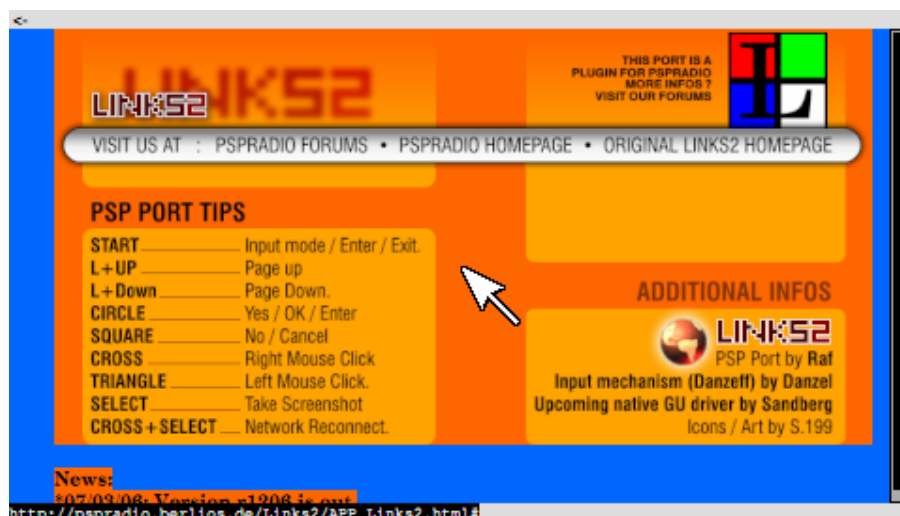 <-
LINKS2
LINKS2
THIS PORT IS A
PLUGIN FOR PSPRADIO
MORE INFOS ?
VISIT OUR FORUMS
L
VISIT US AT : PSPRADIO FORUMS • PSPRADIO HOMEPAGE • ORIGINAL LINKS2 HOMEPAGE
PSP PORT TIPS
START Input mode / Enter / Exit.
L+UP Page up
L+Down Page Down.
CIRCLE Yes / OK / Enter
SQUARE No / Cancel
CROSS Right Mouse Click
TRIANGLE Left Mouse Click.
SELECT Take Screenshot
CROSS+SELECT Network Reconnect.
ADDITIONAL INFOS
LINKS2
PSP Port by Raf
Input mechanism (Danzeff) by Danzel
Upcoming native GU driver by Sandberg
Icons / Art by S.199
News:
*07/03/06: Version r1206 is out.
http://pspradio.berlios.de/Links2/APP_Links2.html#